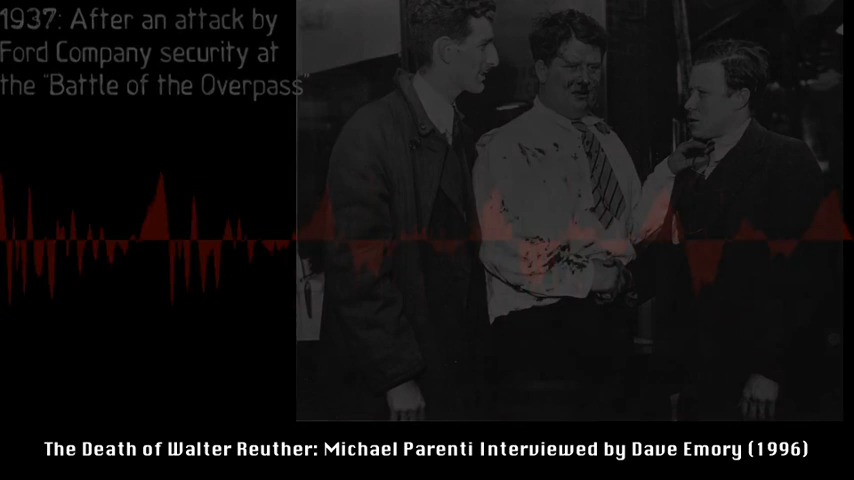 1937: After an attack by
Ford Company security at
the "Battle of the Overpass"
The Death of Walter Reuther: Michael Parenti Interviewed by Dave Emory (1996)